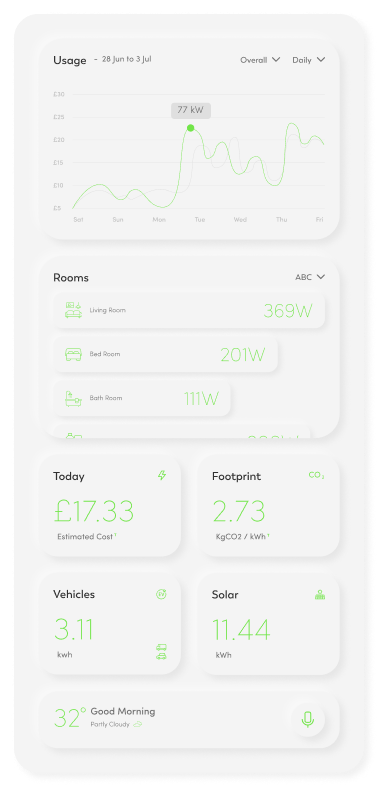 Usage - 28 Jun to 3 Jul Overall Daily
£30
77 kW
£25
£20
£15
£10
£5
Sat Sun Mon Tue Wed Thu Fri
Rooms ABC
Living Room 369W
Bed Room 201W
Bath Room 111W
Today
£17.33
Estimated Cost
Footprint CO2
2.73
KgCO2 / kWh
Vehicles
3.11
kwh
Solar
11.44
kWh
32° Good Morning
Partly Cloudy